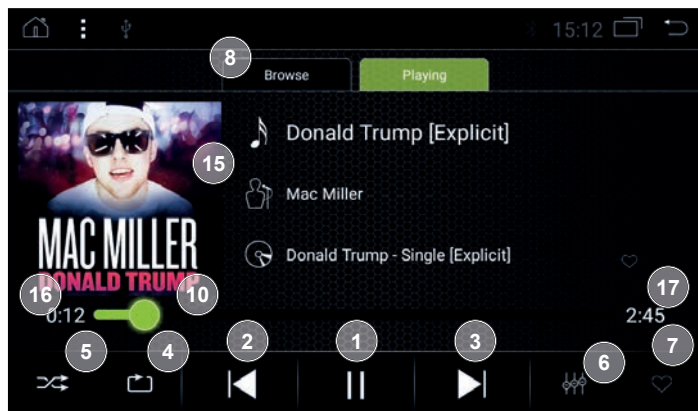 15:12
8
Browse
Playing
Donald Trump [Explicit]
15
Mac Miller
MAC MILLER
DONALD TRUMP
Donald Trump - Single [Explicit]
16
10
17
0:12
2:45
5
4
2
1
3
6
7